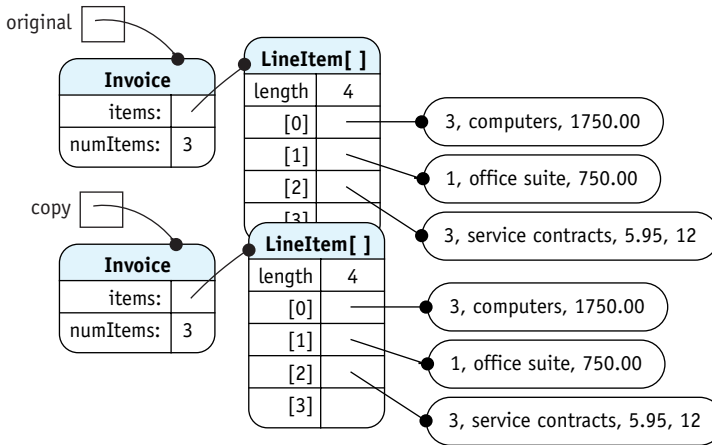 original
Invoice
items:
numItems: 3
LineItem[ ]
length 4
[0]
[1]
[2]
[3]
3, computers, 1750.00
1, office suite, 750.00
3, service contracts, 5.95, 12
copy
Invoice
items:
numItems: 3
LineItem[ ]
length 4
[0]
[1]
[2]
[3]
3, computers, 1750.00
1, office suite, 750.00
3, service contracts, 5.95, 12